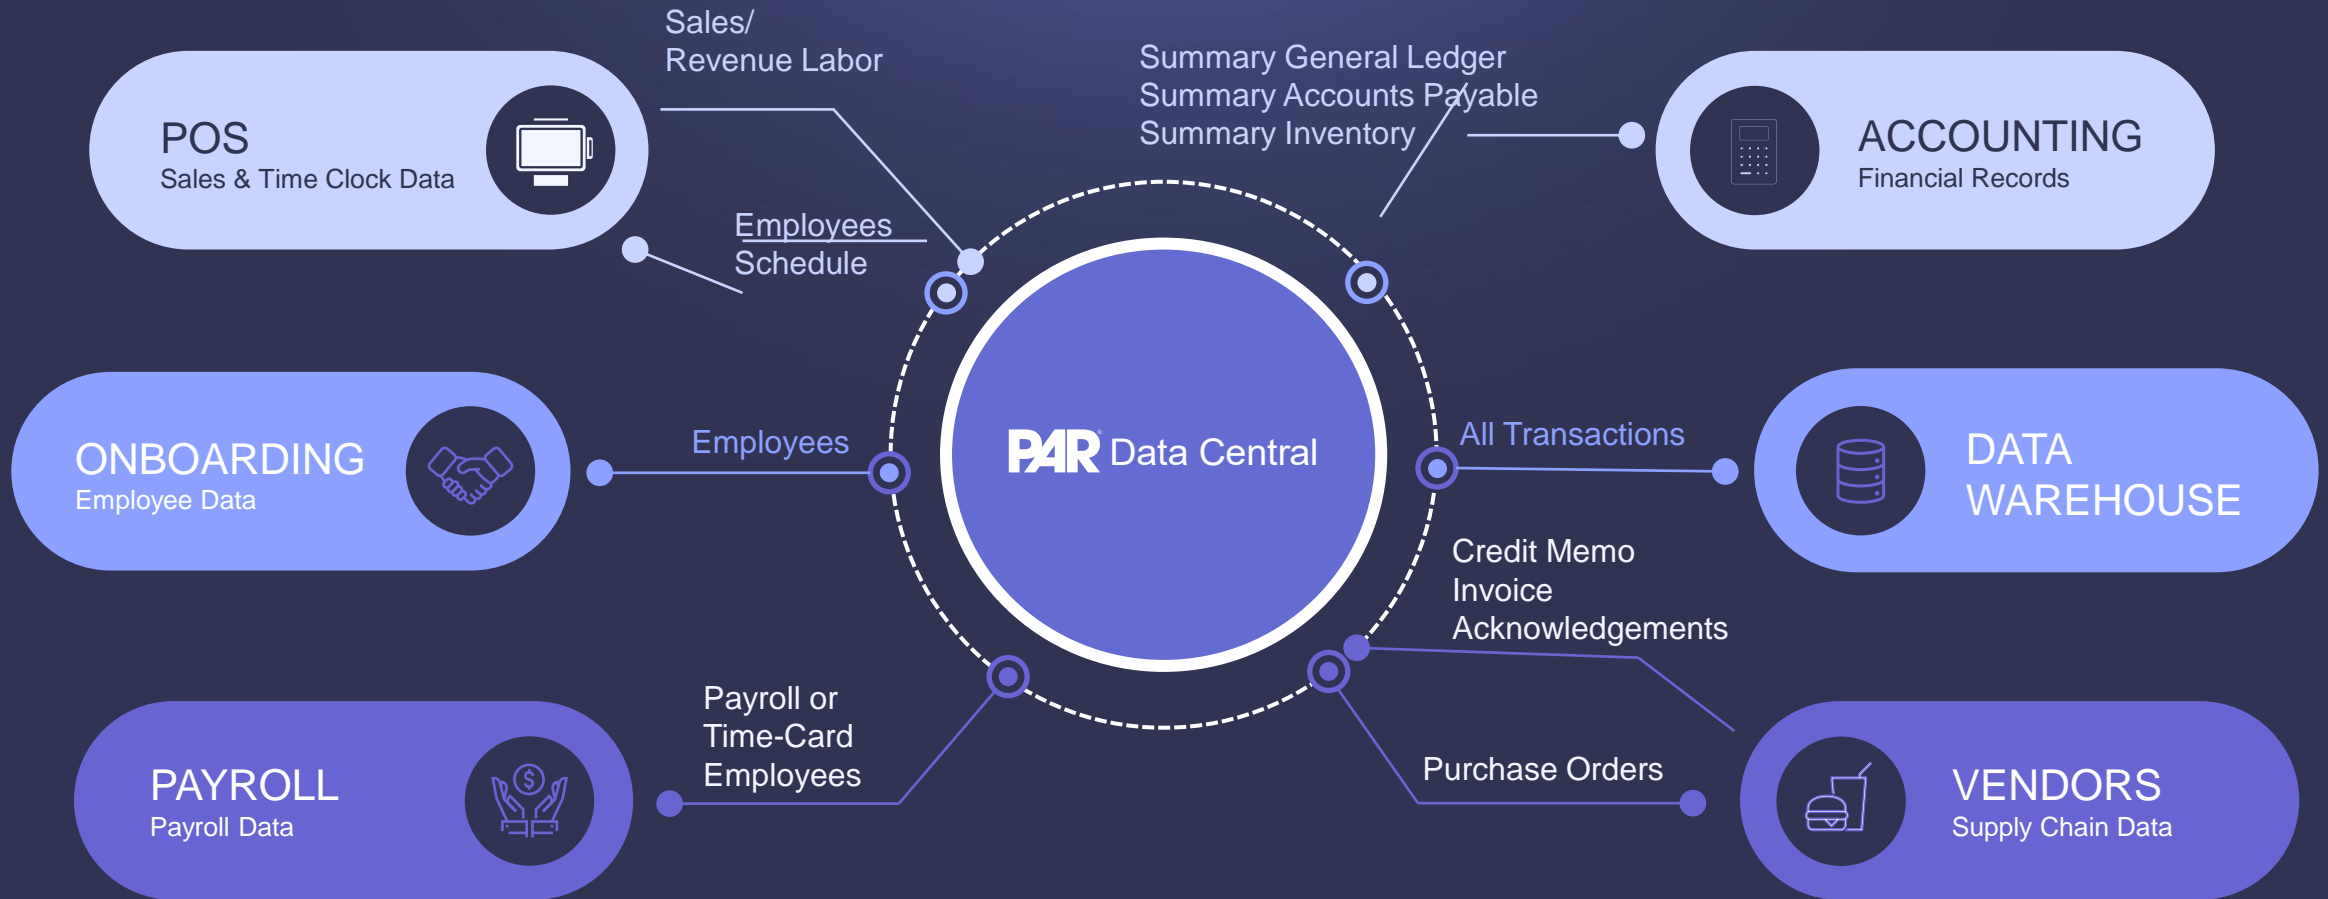 Sales/
Revenue Labor
Summary General Ledger
Summary Accounts Payable
Summary Inventory
POS
Sales & Time Clock Data
ACCOUNTING
Financial Records
Employees
Schedule
ONBOARDING
Employee Data
Employees
PAR® Data Central
All Transactions
DATA
WAREHOUSE
Credit Memo
Invoice
Acknowledgements
Payroll or
Time-Card
Employees
PAYROLL
Payroll Data
$
Purchase Orders
VENDORS
Supply Chain Data